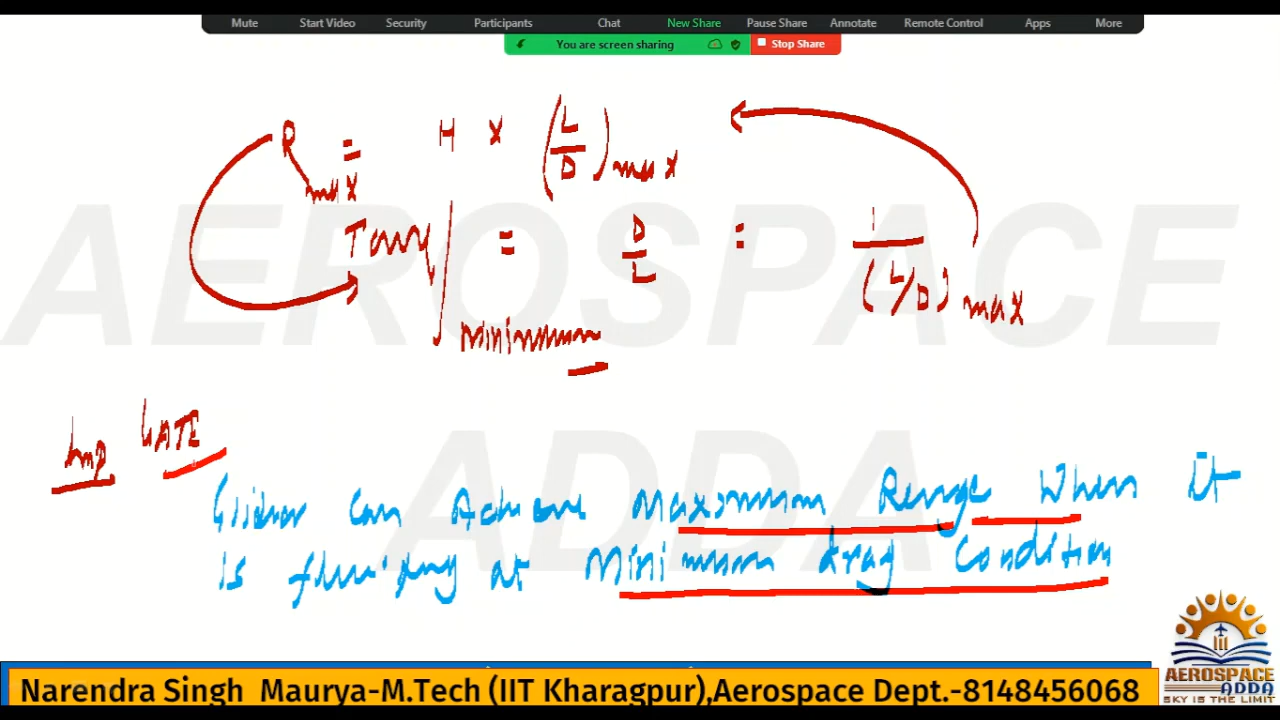 Mute Start Video Security Participants Chat New Share Pause Share Annotate Remote Control Apps More
You are screen sharing Stop Share
R max = H x (L/D) max
Tan γ | minimum = D/L = 1/(L/D) max
Imp GATE
Glider can Achieve Maximum Range When it
is flying at Minimum drag Condition
AEROSPACE
ADDA
AEROSPACE
ADDA
SKY IS THE LIMIT
Narendra Singh Maurya-M.Tech (IIT Kharagpur),Aerospace Dept.-8148456068